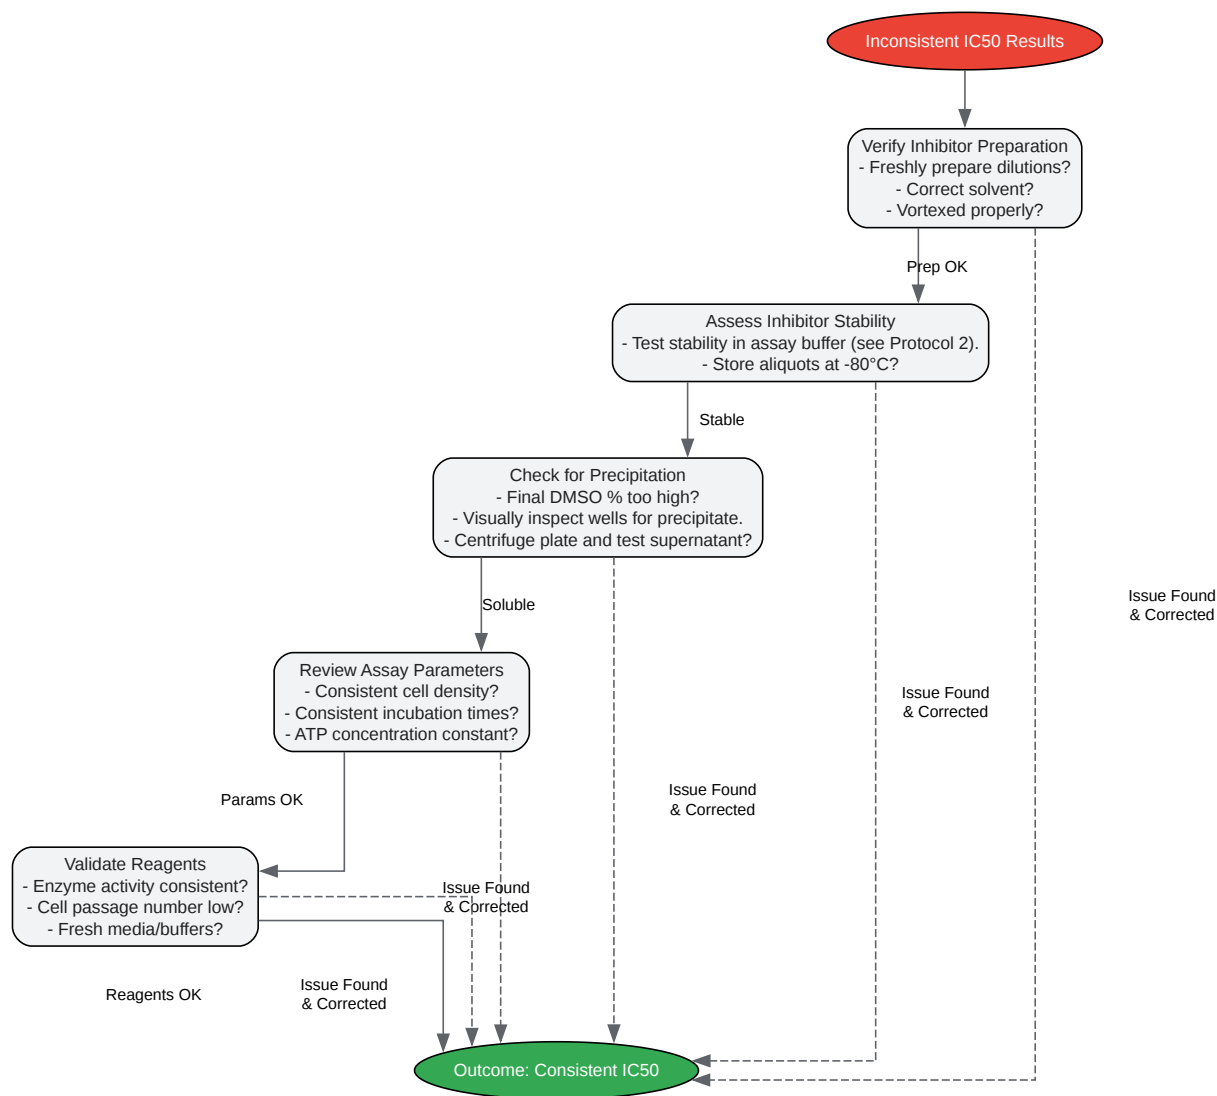 Inconsistent IC50 Results
Verify Inhibitor Preparation
- Freshly prepare dilutions?
- Correct solvent?
- Vortexed properly?
Prep OK
Assess Inhibitor Stability
- Test stability in assay buffer (see Protocol 2).
- Store aliquots at -80°C?
Stable
Check for Precipitation
- Final DMSO % too high?
- Visually inspect wells for precipitate.
- Centrifuge plate and test supernatant?
Soluble
Issue Found
& Corrected
Review Assay Parameters
- Consistent cell density?
- Consistent incubation times?
- ATP concentration constant?
Issue Found
& Corrected
Params OK
Issue Found
& Corrected
Validate Reagents
- Enzyme activity consistent?
- Cell passage number low?
- Fresh media/buffers?
Issue Found
& Corrected
Reagents OK
Issue Found
& Corrected
Outcome: Consistent IC50